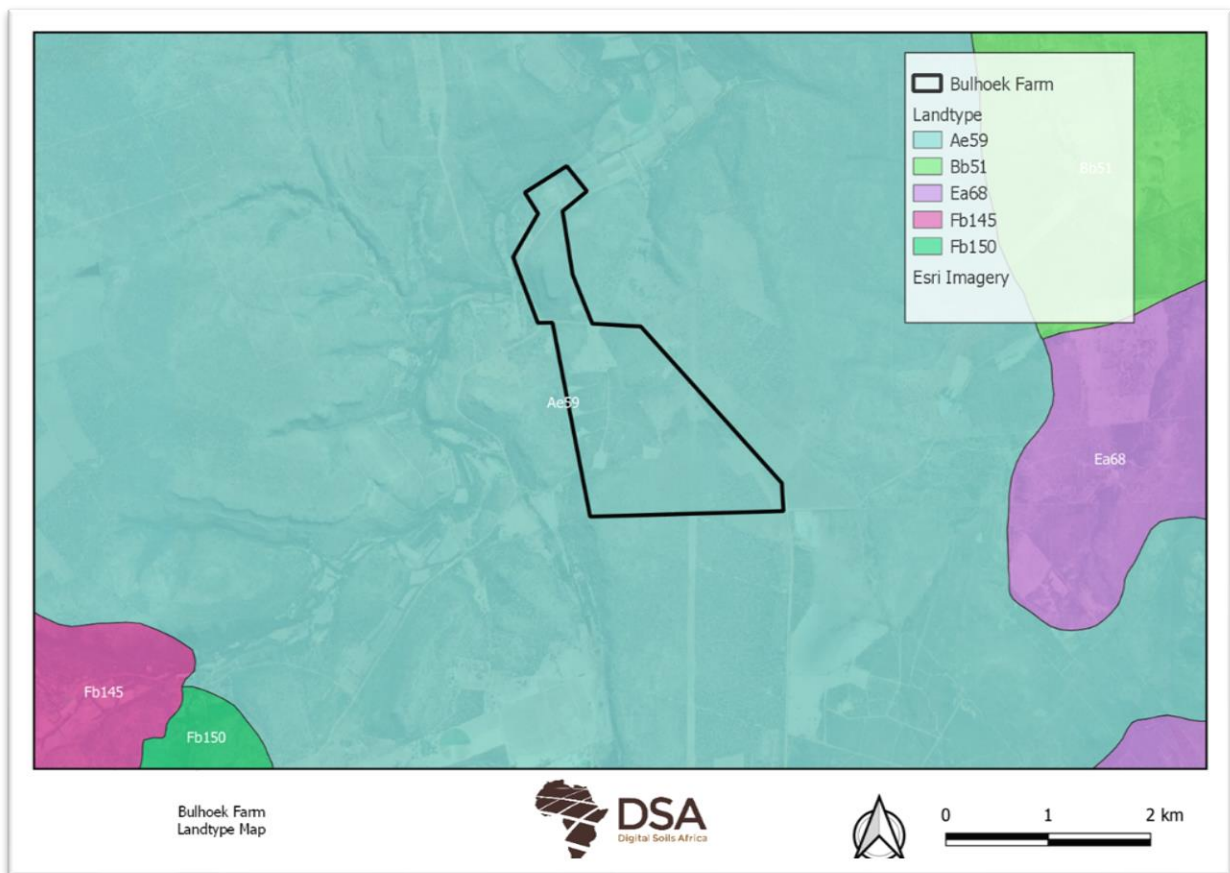 Bulhoek Farm
Landtype
Ae59
Bb51
Ea68
Fb145
Fb150
Esri Imagery
Bb51
Ae59
Ea68
Fb145
Fb150
Bulhoek Farm
Landtype Map
DSA
Digital Soils Africa
0 1 2 km